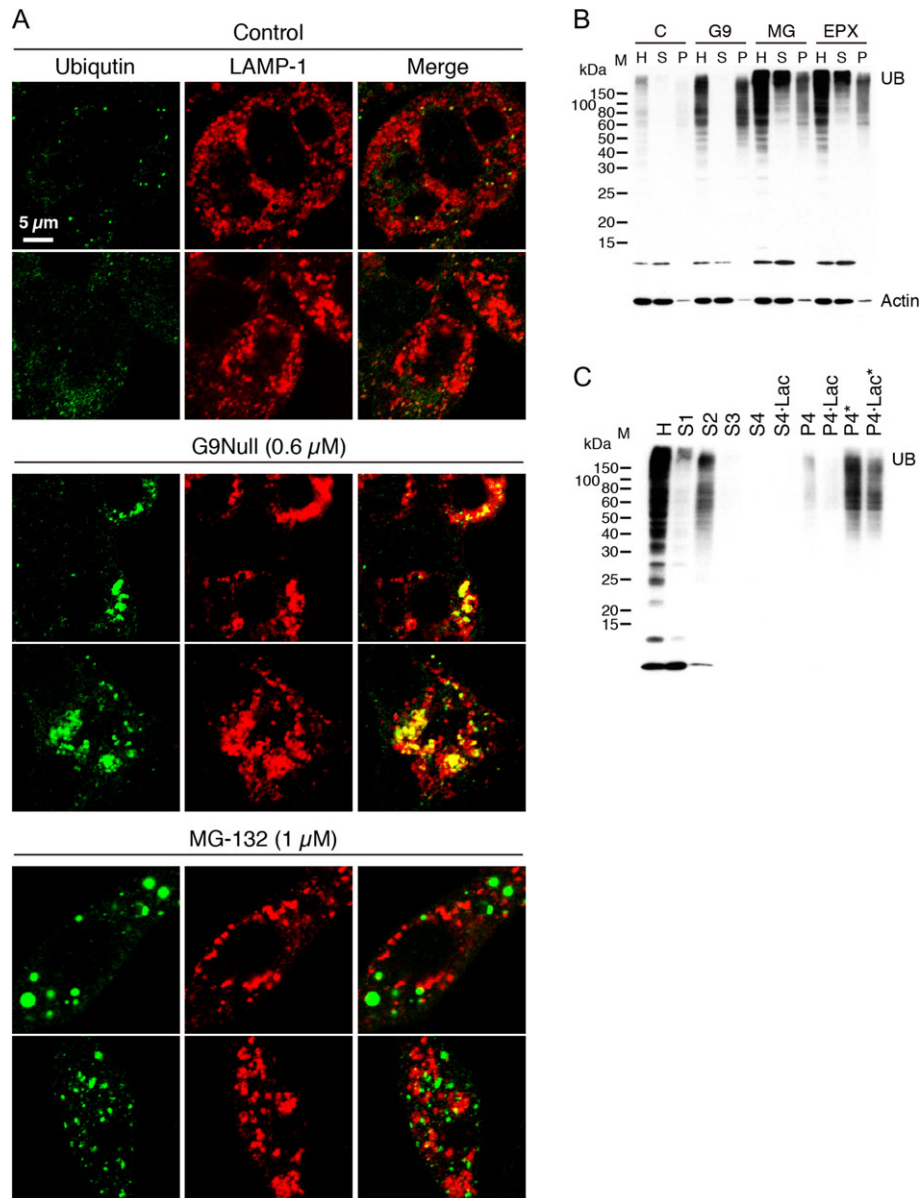 A
Control
Ubiqutin LAMP-1 Merge
5 µm
G9Null (0.6 µM)
MG-132 (1 µM)
B
C G9 MG EPX
M H S P H S P H S P H S P
kDa
UB
150
100
80
60
50
40
30
25
20
15
Actin
C
M H S1 S2 S3 S4 S4-Lac P4 P4-Lac P4* P4-Lac*
kDa
UB
150
100
80
60
50
40
30
25
20
15